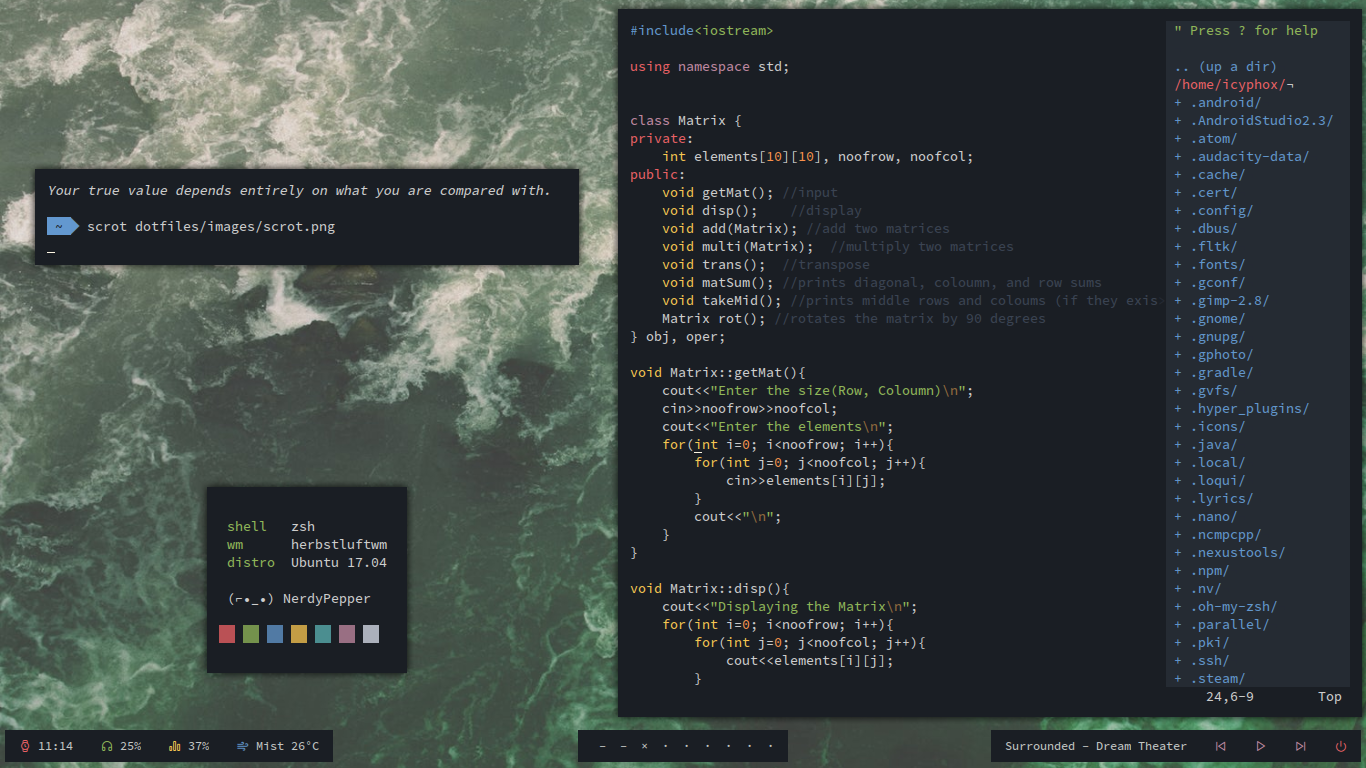 Your true value depends entirely on what you are compared with.
~ scrot dotfiles/images/scrot.png
_
shell zsh
wm herbstluftwm
distro Ubuntu 17.04
(⌐•_•) NerdyPepper
#include<iostream>
using namespace std;
class Matrix {
private:
    int elements[10][10], noofrow, noofcol;
public:
    void getMat(); //input
    void disp();    //display
    void add(Matrix); //add two matrices
    void multi(Matrix);  //multiply two matrices
    void trans();  //transpose
    void matSum(); //prints diagonal, coloumn, and row sums
    void takeMid(); //prints middle rows and coloums (if they exis>
    Matrix rot(); //rotates the matrix by 90 degrees
} obj, oper;
void Matrix::getMat(){
    cout<<"Enter the size(Row, Coloumn)\n";
    cin>>noofrow>>noofcol;
    cout<<"Enter the elements\n";
    for(int i=0; i<noofrow; i++){
        for(int j=0; j<noofcol; j++){
            cin>>elements[i][j];
        }
        cout<<"\n";
    }
}
void Matrix::disp(){
    cout<<"Displaying the Matrix\n";
    for(int i=0; i<noofrow; i++){
        for(int j=0; j<noofcol; j++){
            cout<<elements[i][j];
        }
" Press ? for help
.. (up a dir)
/home/icyphox/¬
+ .android/
+ .AndroidStudio2.3/
+ .atom/
+ .audacity-data/
+ .cache/
+ .cert/
+ .config/
+ .dbus/
+ .fltk/
+ .fonts/
+ .gconf/
+ .gimp-2.8/
+ .gnome/
+ .gnupg/
+ .gphoto/
+ .gradle/
+ .gvfs/
+ .hyper_plugins/
+ .icons/
+ .java/
+ .local/
+ .loqui/
+ .lyrics/
+ .nano/
+ .ncmpcpp/
+ .nexustools/
+ .npm/
+ .nv/
+ .oh-my-zsh/
+ .parallel/
+ .pki/
+ .ssh/
+ .steam/
24,6-9 Top
11:14 25% 37% Mist 26°C
– – × · · · · · ·
Surrounded – Dream Theater